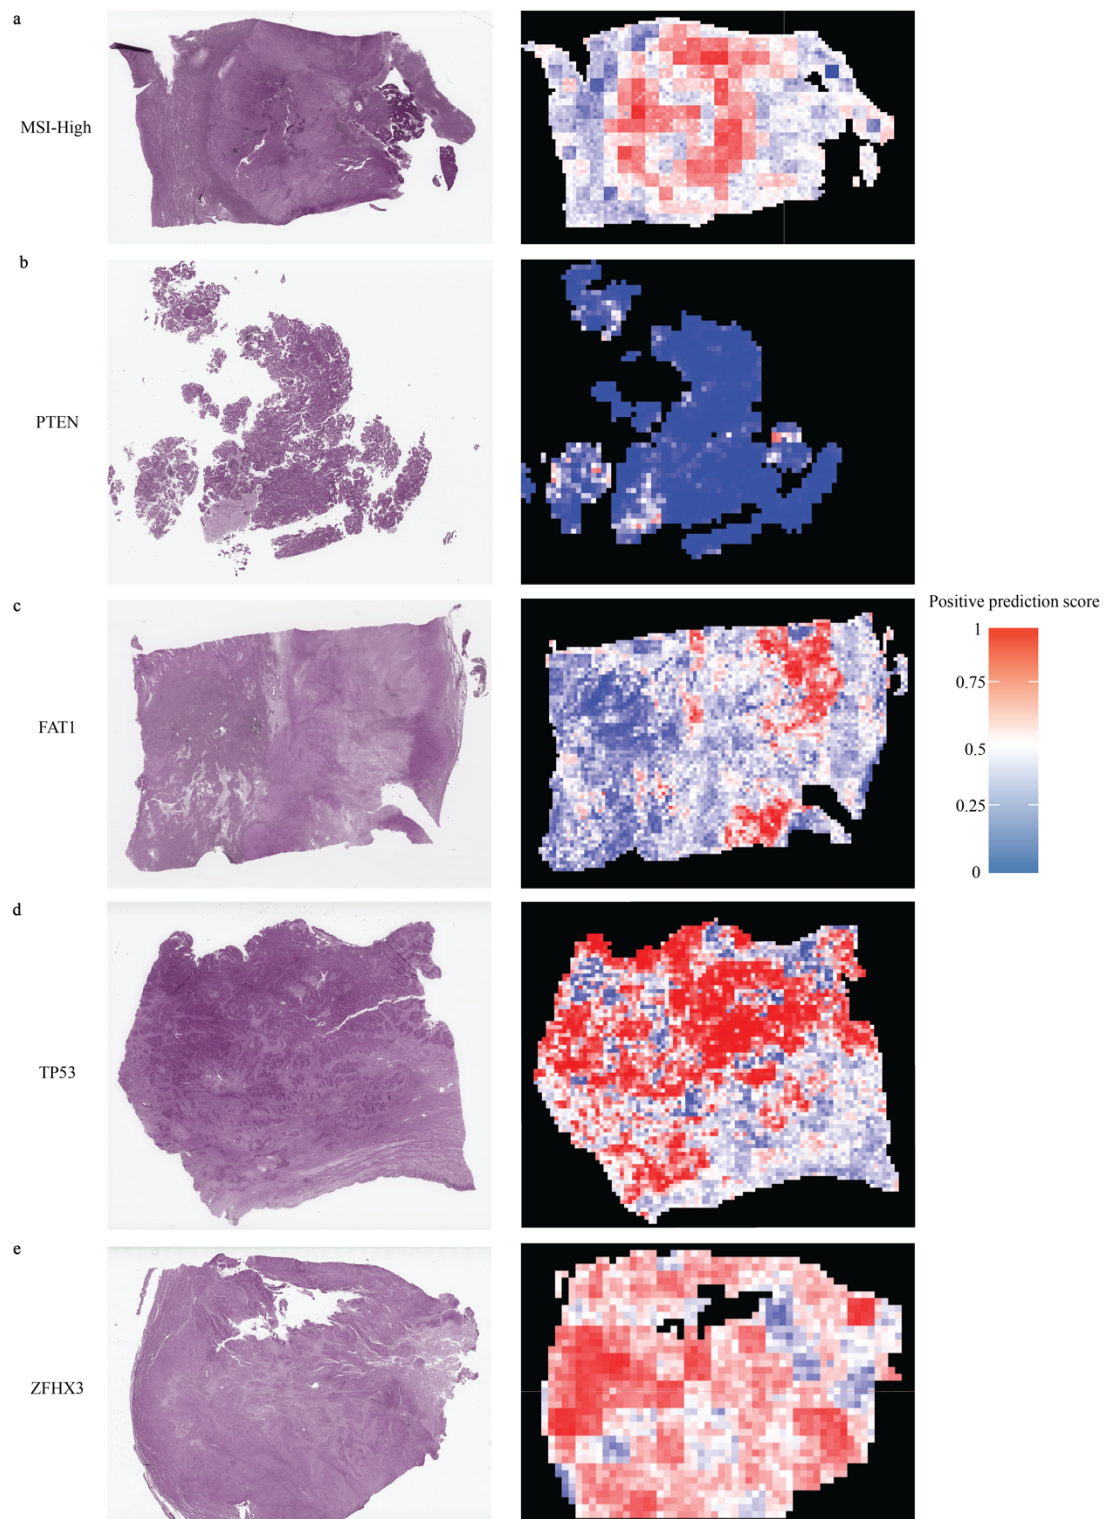 a
MSI-High
b
PTEN
c
Positive prediction score
1
0.75
FAT1
0.5
0.25
0
d
TP53
e
ZFHX3